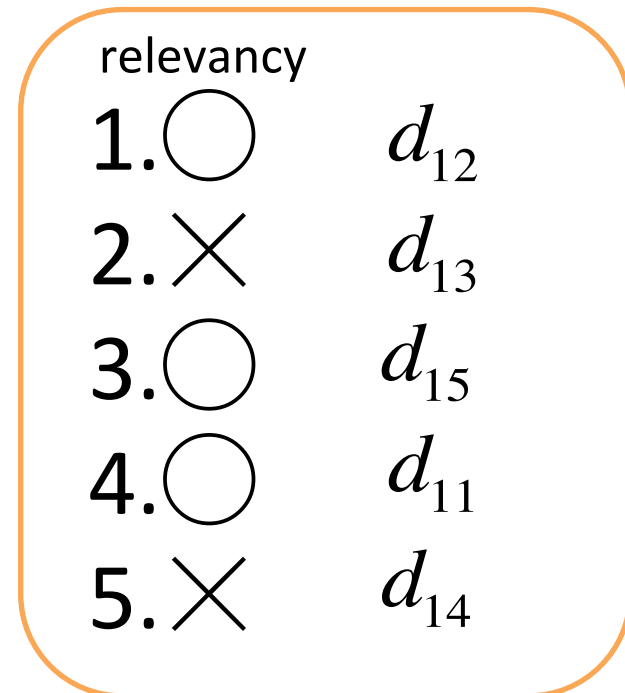 relevancy
1.○ d₁₂
2.× d₁₃
3.○ d₁₅
4.○ d₁₁
5.× d₁₄